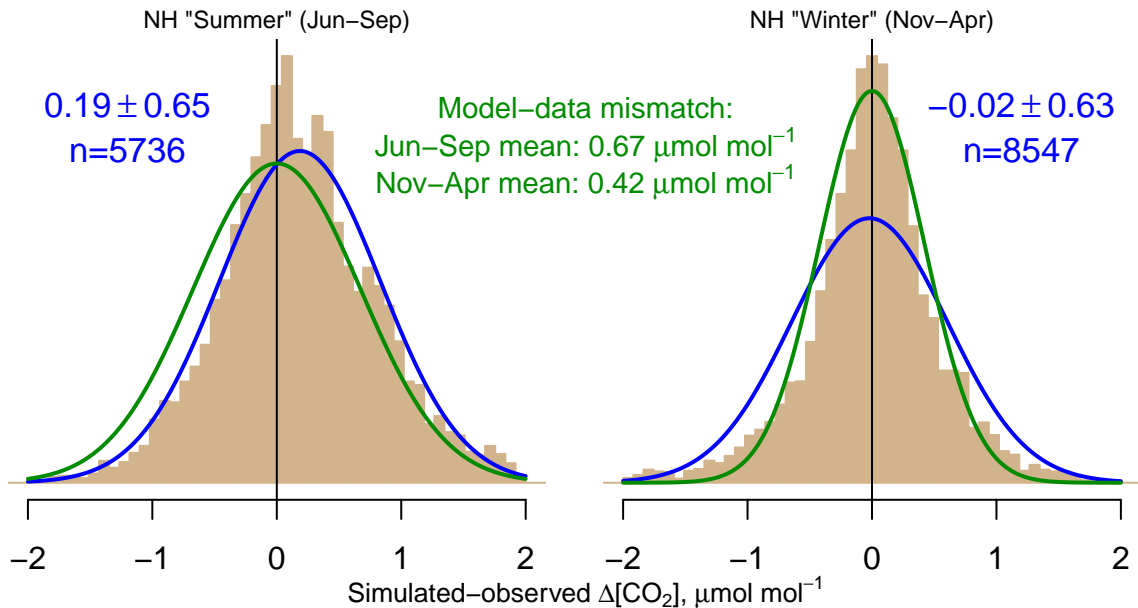 NH "Summer" (Jun−Sep)
NH "Winter" (Nov−Apr)
0.19 ± 0.65
n=5736
Model−data mismatch:
Jun−Sep mean: 0.67 μmol mol⁻¹
Nov−Apr mean: 0.42 μmol mol⁻¹
−0.02 ± 0.63
n=8547
−2 −1 0 1 2
−2 −1 0 1 2
Simulated−observed Δ[CO₂], μmol mol⁻¹